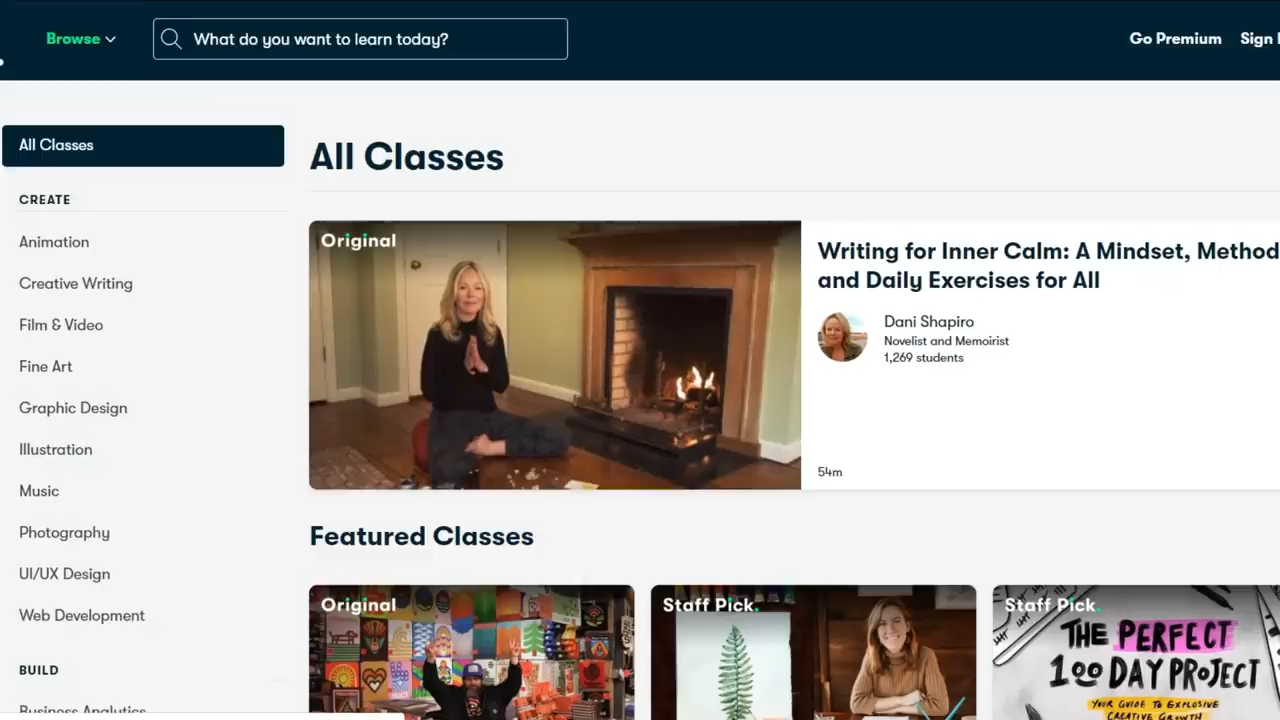 Browse
What do you want to learn today?
Go Premium
Sign
All Classes
CREATE
Animation
Creative Writing
Film & Video
Fine Art
Graphic Design
Illustration
Music
Photography
UI/UX Design
Web Development
BUILD
Business Analytics
All Classes
Original
Writing for Inner Calm: A Mindset, Method
and Daily Exercises for All
Dani Shapiro
Novelist and Memoirist
1,269 students
54m
Featured Classes
Original
Staff Pick.
Staff Pick.
THE PERFECT
100 DAY PROJECT
YOUR GUIDE TO EXPLOSIVE
CREATIVE GROWTH